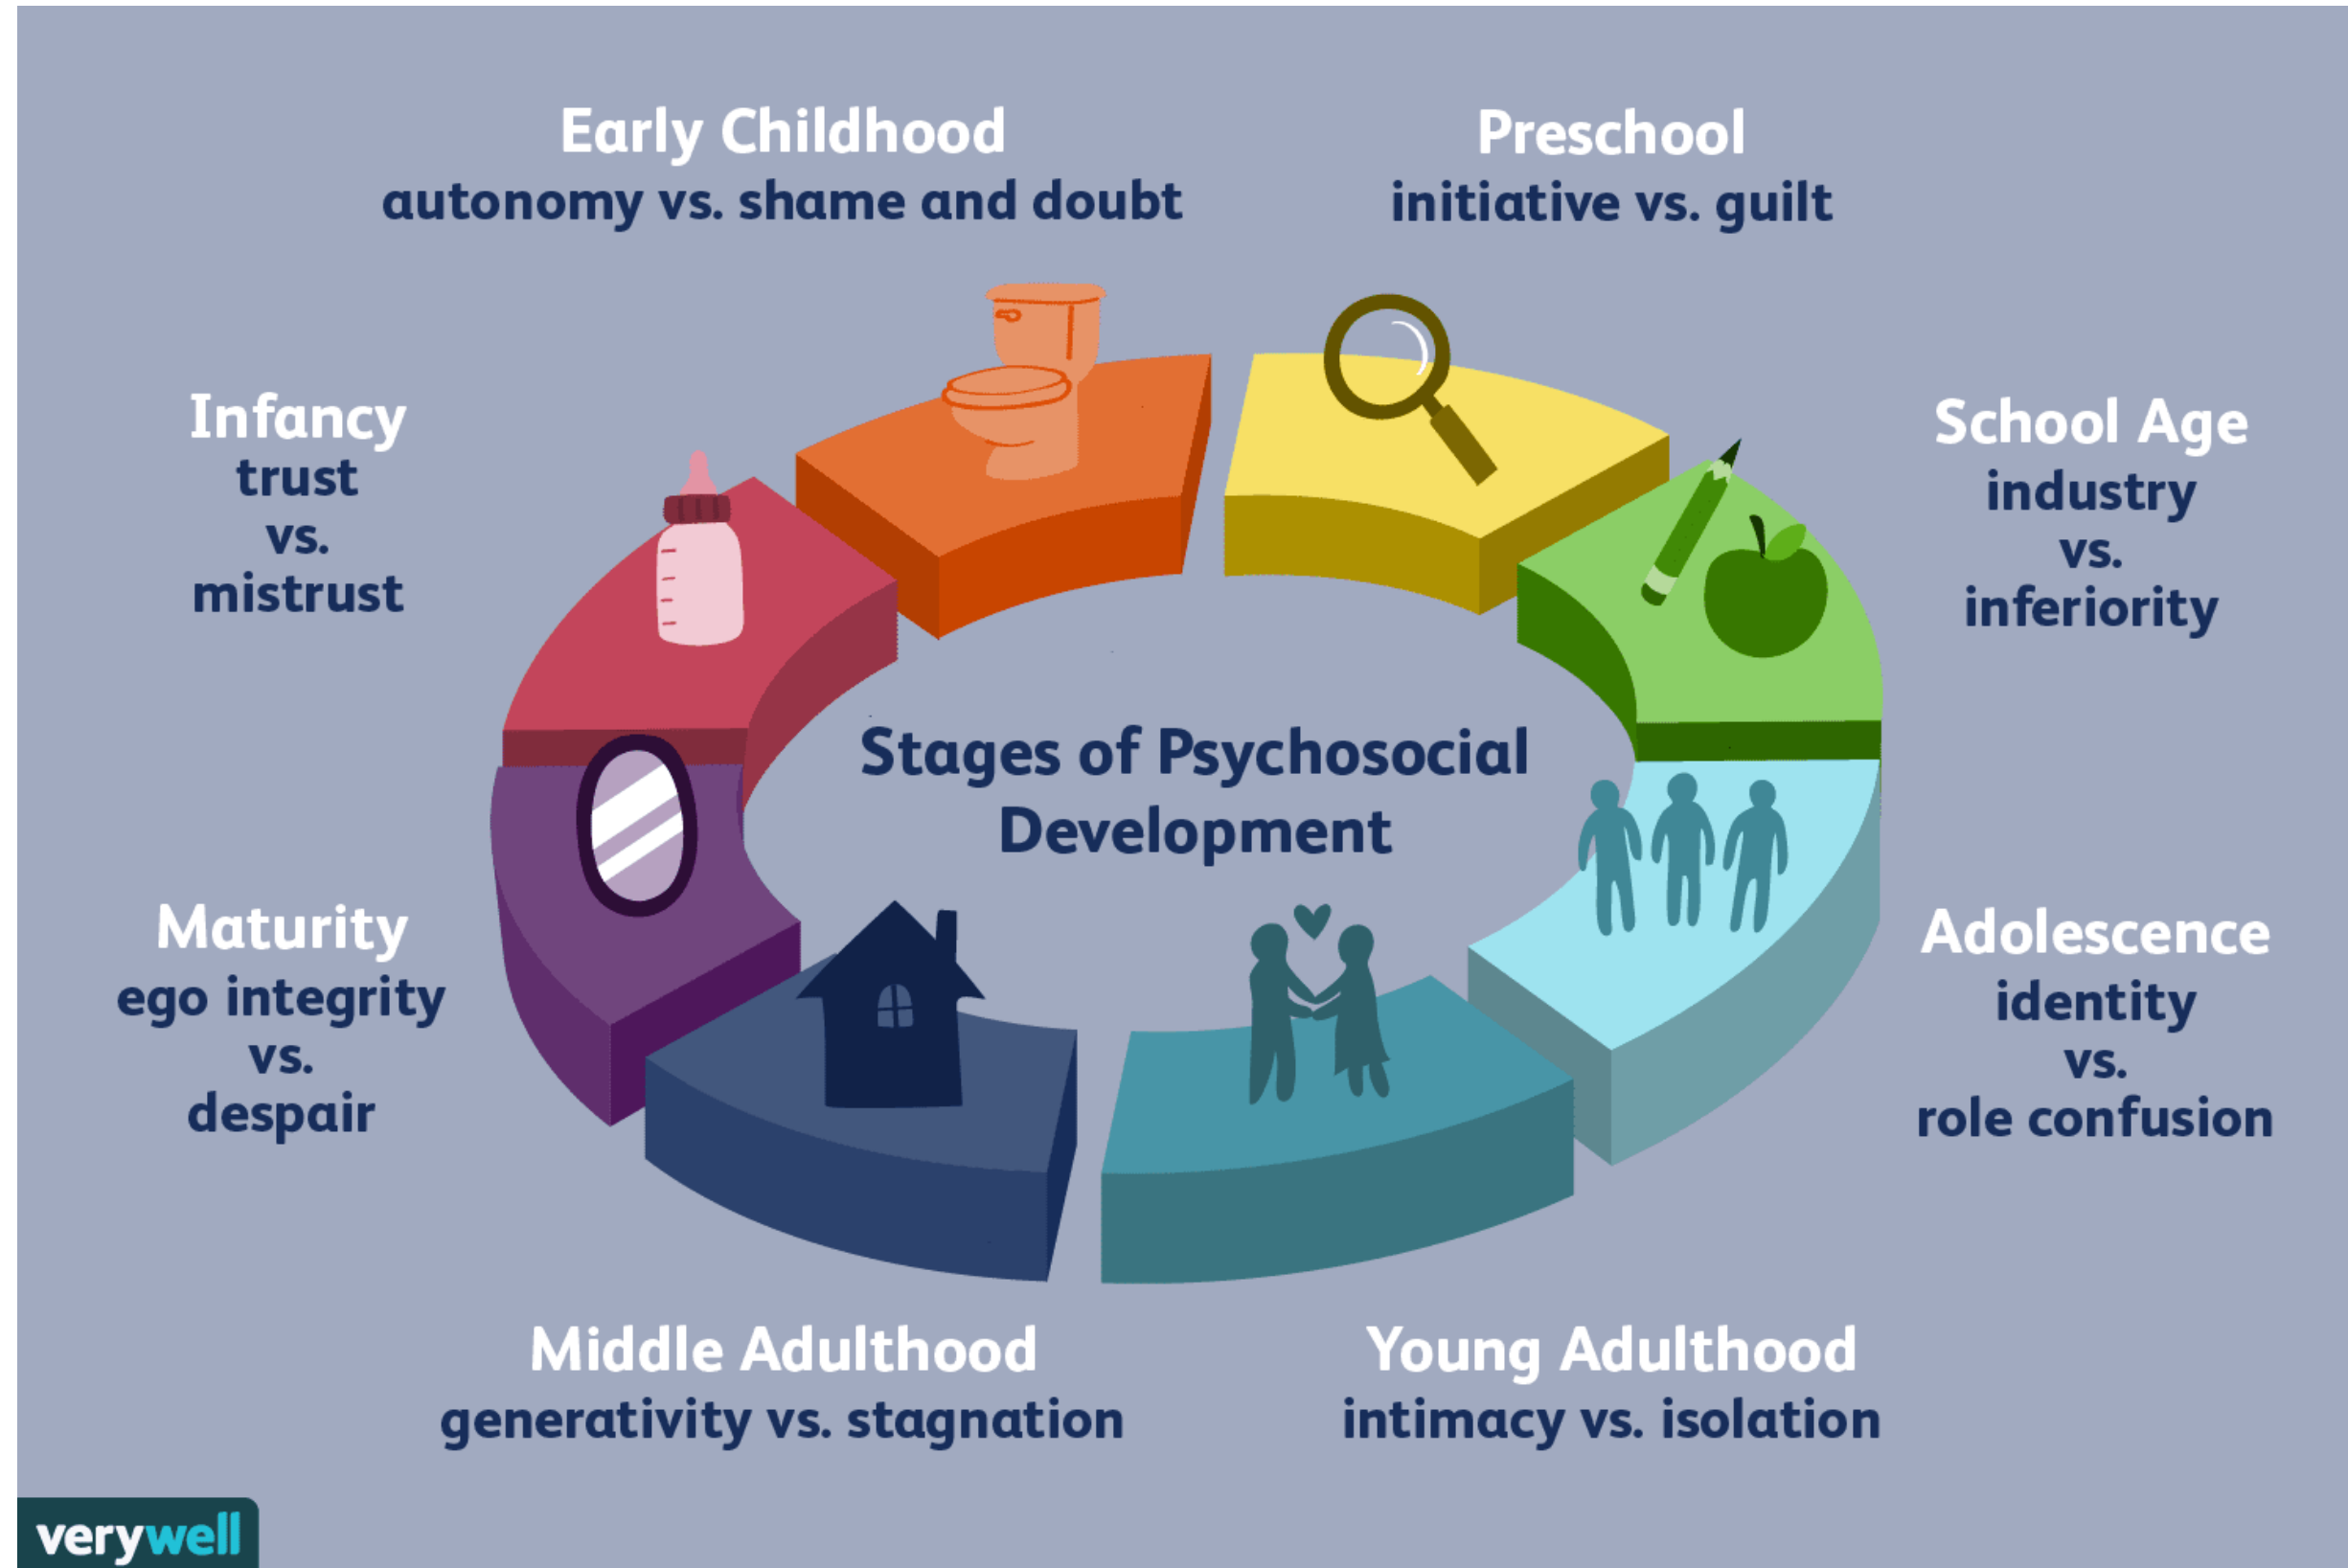 Early Childhood
autonomy vs. shame and doubt
Preschool
initiative vs. guilt
Infancy
trust
vs.
mistrust
School Age
industry
vs.
inferiority
Stages of Psychosocial
Development
Maturity
ego integrity
vs.
despair
Adolescence
identity
vs.
role confusion
Middle Adulthood
generativity vs. stagnation
Young Adulthood
intimacy vs. isolation
verywell